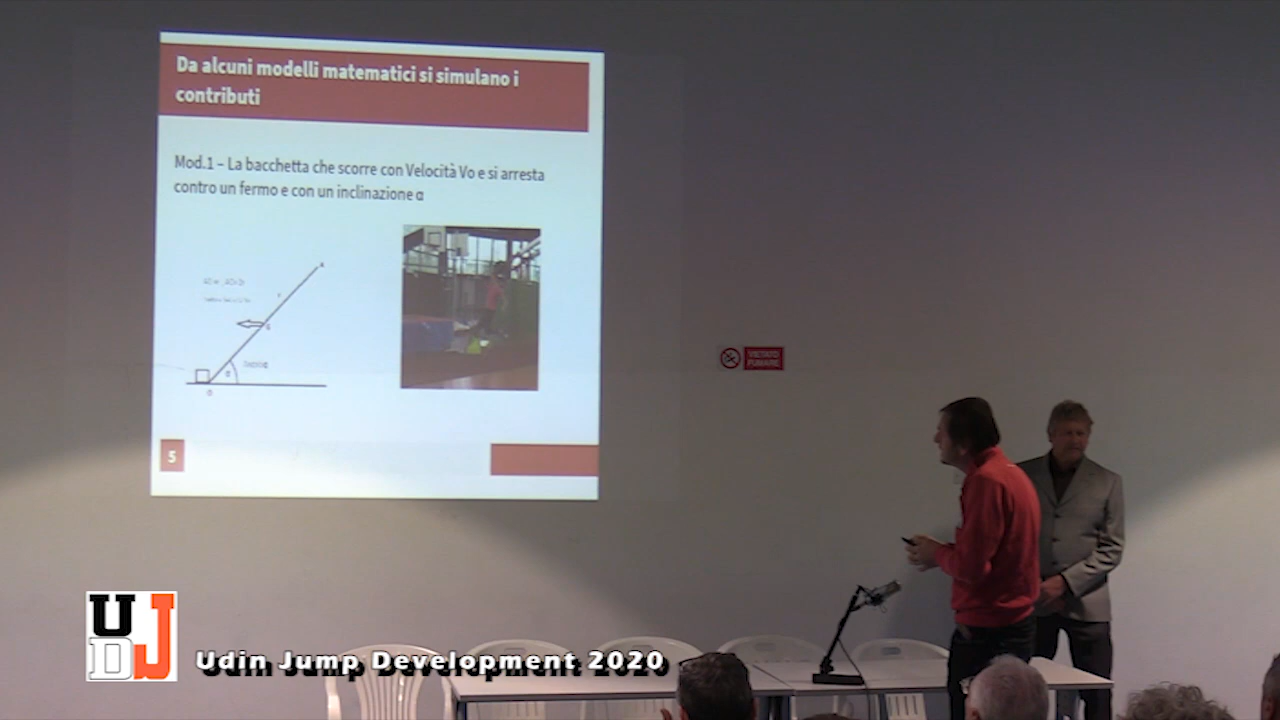 Da alcuni modelli matematici si simulano i
contributi
Mod.1 – La bacchetta che scorre con Velocità Vo e si arresta
contro un fermo e con un inclinazione α
A
G
α
O
5
VIETATO
FUMARE
UDJ
Udin Jump Development 2020